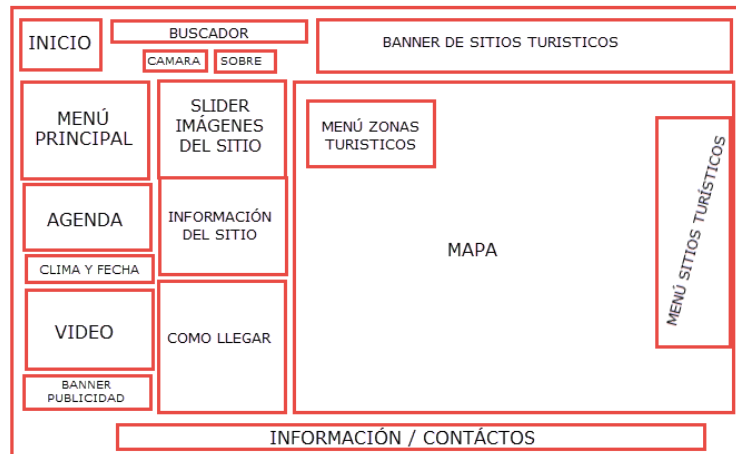 INICIO
BUSCADOR
CAMARA
SOBRE
BANNER DE SITIOS TURISTICOS
MENÚ
PRINCIPAL
SLIDER
IMÁGENES
DEL SITIO
MENÚ ZONAS
TURISTICOS
AGENDA
INFORMACIÓN
DEL SITIO
MAPA
MENÚ SITIOS TURÍSTICOS
CLIMA Y FECHA
VIDEO
COMO LLEGAR
BANNER
PUBLICIDAD
INFORMACIÓN / CONTÁCTOS